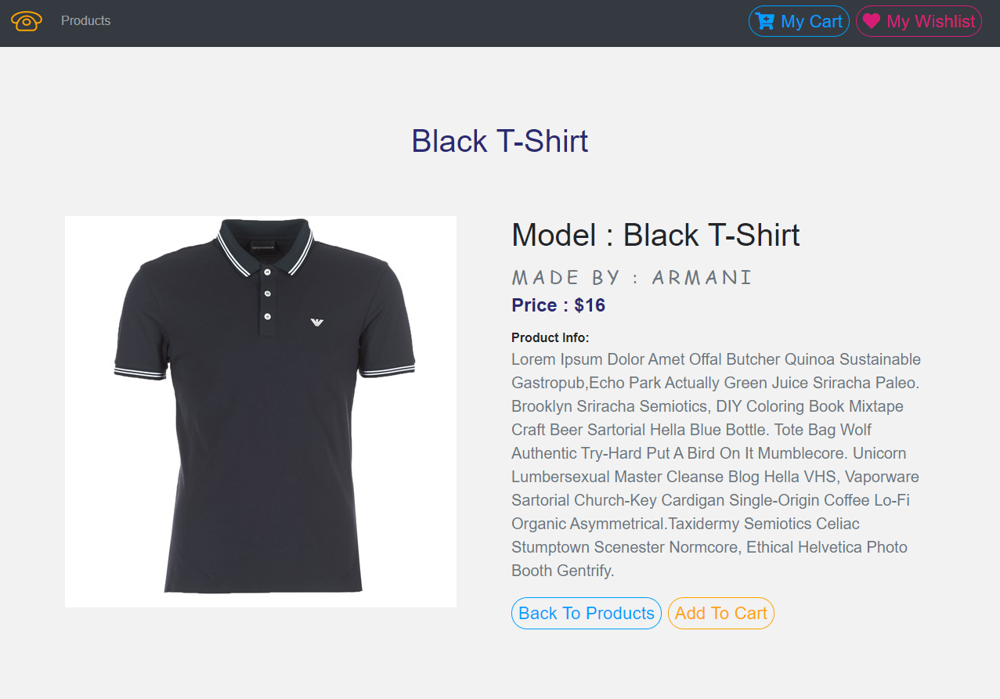 Products
My Cart
My Wishlist
Black T-Shirt
Model : Black T-Shirt
MADE BY : ARMANI
Price : $16
Product Info:
Lorem Ipsum Dolor Amet Offal Butcher Quinoa Sustainable
Gastropub,Echo Park Actually Green Juice Sriracha Paleo.
Brooklyn Sriracha Semiotics, DIY Coloring Book Mixtape
Craft Beer Sartorial Hella Blue Bottle. Tote Bag Wolf
Authentic Try-Hard Put A Bird On It Mumblecore. Unicorn
Lumbersexual Master Cleanse Blog Hella VHS, Vaporware
Sartorial Church-Key Cardigan Single-Origin Coffee Lo-Fi
Organic Asymmetrical.Taxidermy Semiotics Celiac
Stumptown Scenester Normcore, Ethical Helvetica Photo
Booth Gentrify.
Back To Products
Add To Cart